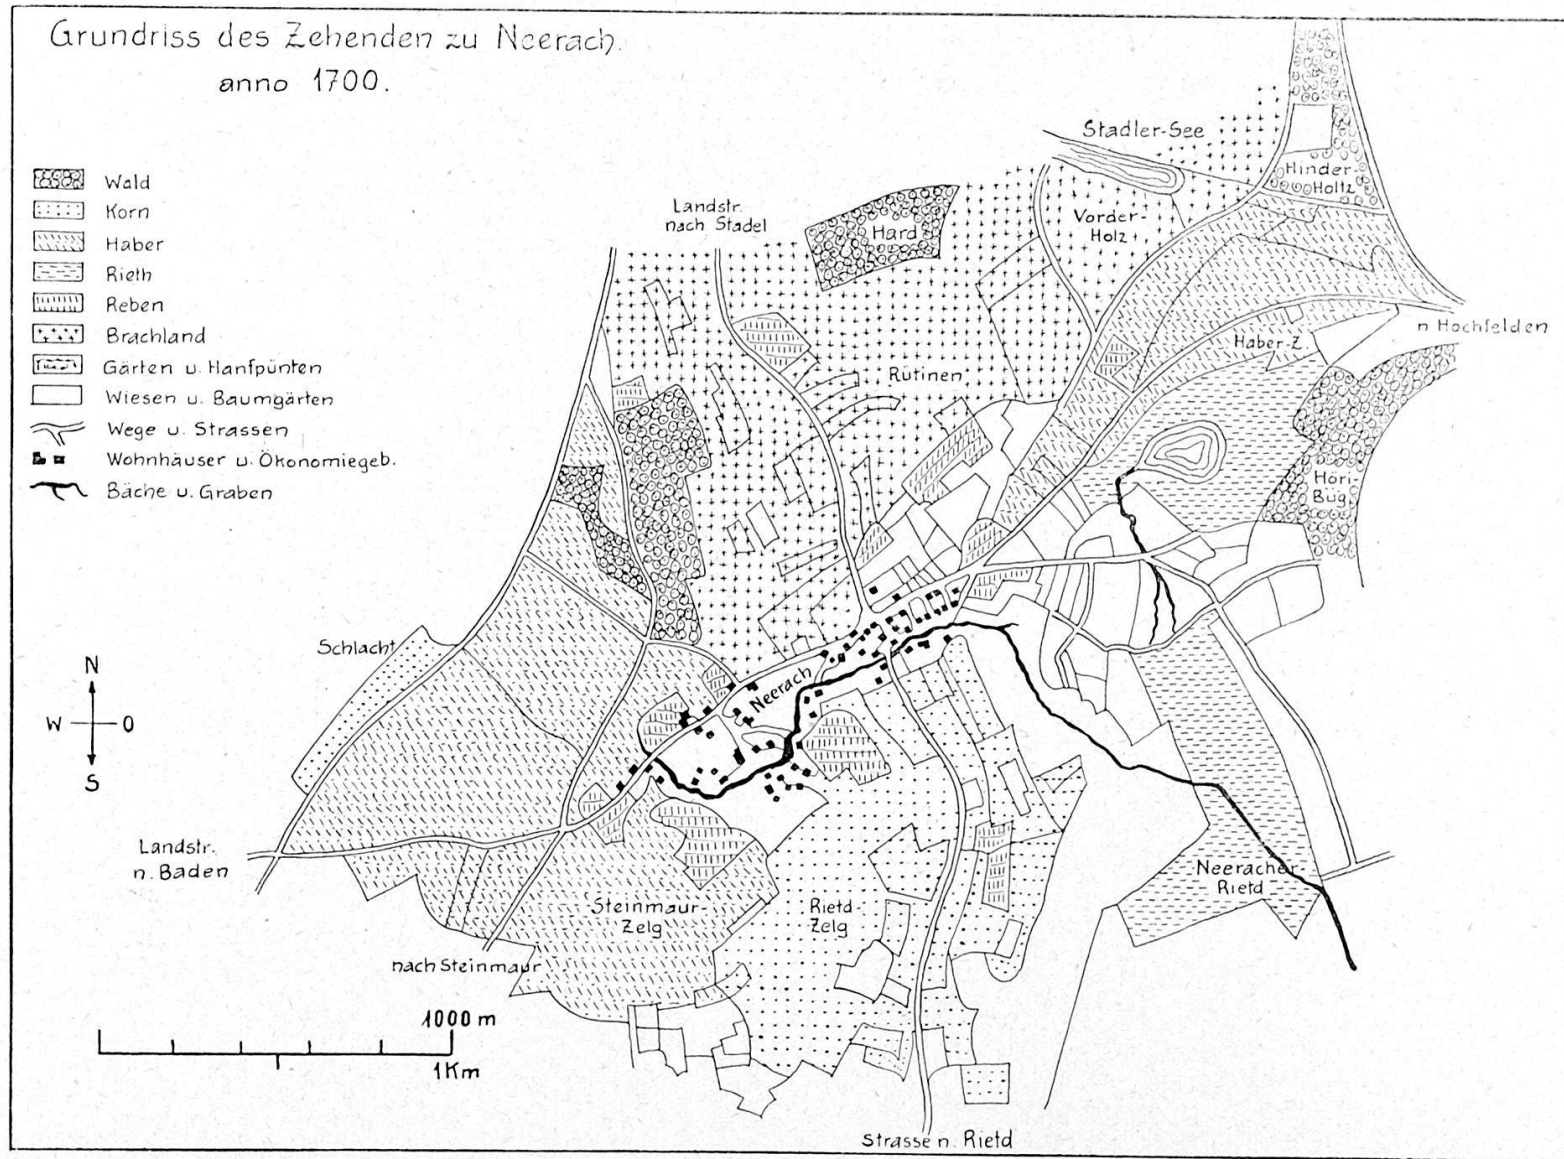 Grundriss des Zehenden zu Neerach.
anno 1700.
Wald
Korn
Haber
Rieth
Reben
Brachland
Gärten u. Hanfpünten
Wiesen u. Baumgärten
Wege u. Strassen
Wohnhäuser u. Ökonomiegeb.
Bäche u. Graben
Stadler-See
Hinder-
Holtz
Landstr.
nach Stadel
Hard
Vorder-
Holz
n Hochfelden
Haber-Z.
Rütinen
Höri-
Bug
Schlacht
N
W
O
S
Neerach
Landstr.
n. Baden
Steinmaur-
Zelg
Rietd-
Zelg
Neeracher
Rietd
nach Steinmaur
1000 m
1Km
Strasse n. Rietd